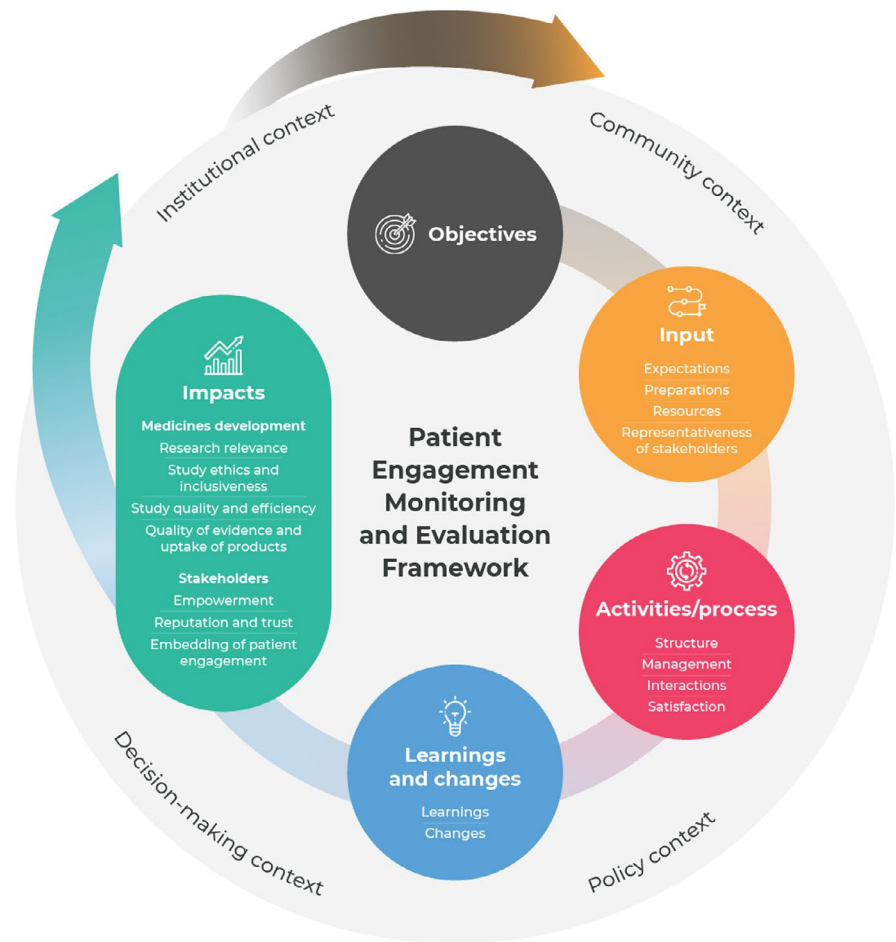 Institutional context
Community context
Objectives
Input
Expectations
Preparations
Resources
Representativeness
of stakeholders
Patient
Engagement
Monitoring
and Evaluation
Framework
Impacts
Medicines development
Research relevance
Study ethics and
inclusiveness
Study quality and efficiency
Quality of evidence and
uptake of products
Stakeholders
Empowerment
Reputation and trust
Embedding of patient
engagement
Activities/process
Structure
Management
Interactions
Satisfaction
Learnings
and changes
Learnings
Changes
Decision-making context
Policy context